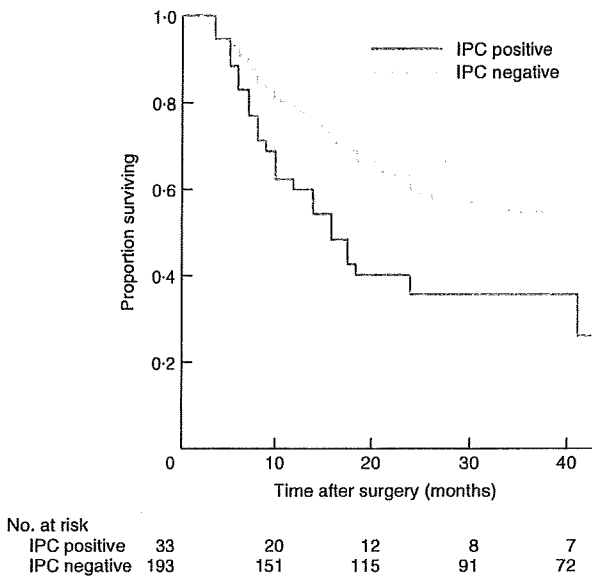 1·0
0·8
0·6
0·4
0·2
0 10 20 30 40
Proportion surviving
Time after surgery (months)
IPC positive
IPC negative
No. at risk
IPC positive 33 20 12 8 7
IPC negative 193 151 115 91 72